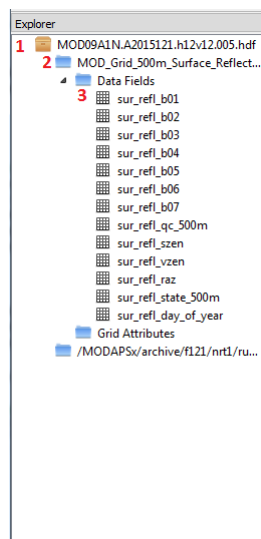 Explorer
1 MOD09A1N.A2015121.h12v12.005.hdf
2 MOD_Grid_500m_Surface_Reflect...
Data Fields
3 sur_refl_b01
sur_refl_b02
sur_refl_b03
sur_refl_b04
sur_refl_b05
sur_refl_b06
sur_refl_b07
sur_refl_qc_500m
sur_refl_szen
sur_refl_vzen
sur_refl_raz
sur_refl_state_500m
sur_refl_day_of_year
Grid Attributes
/MODAPSx/archive/f121/nrt1/ru...